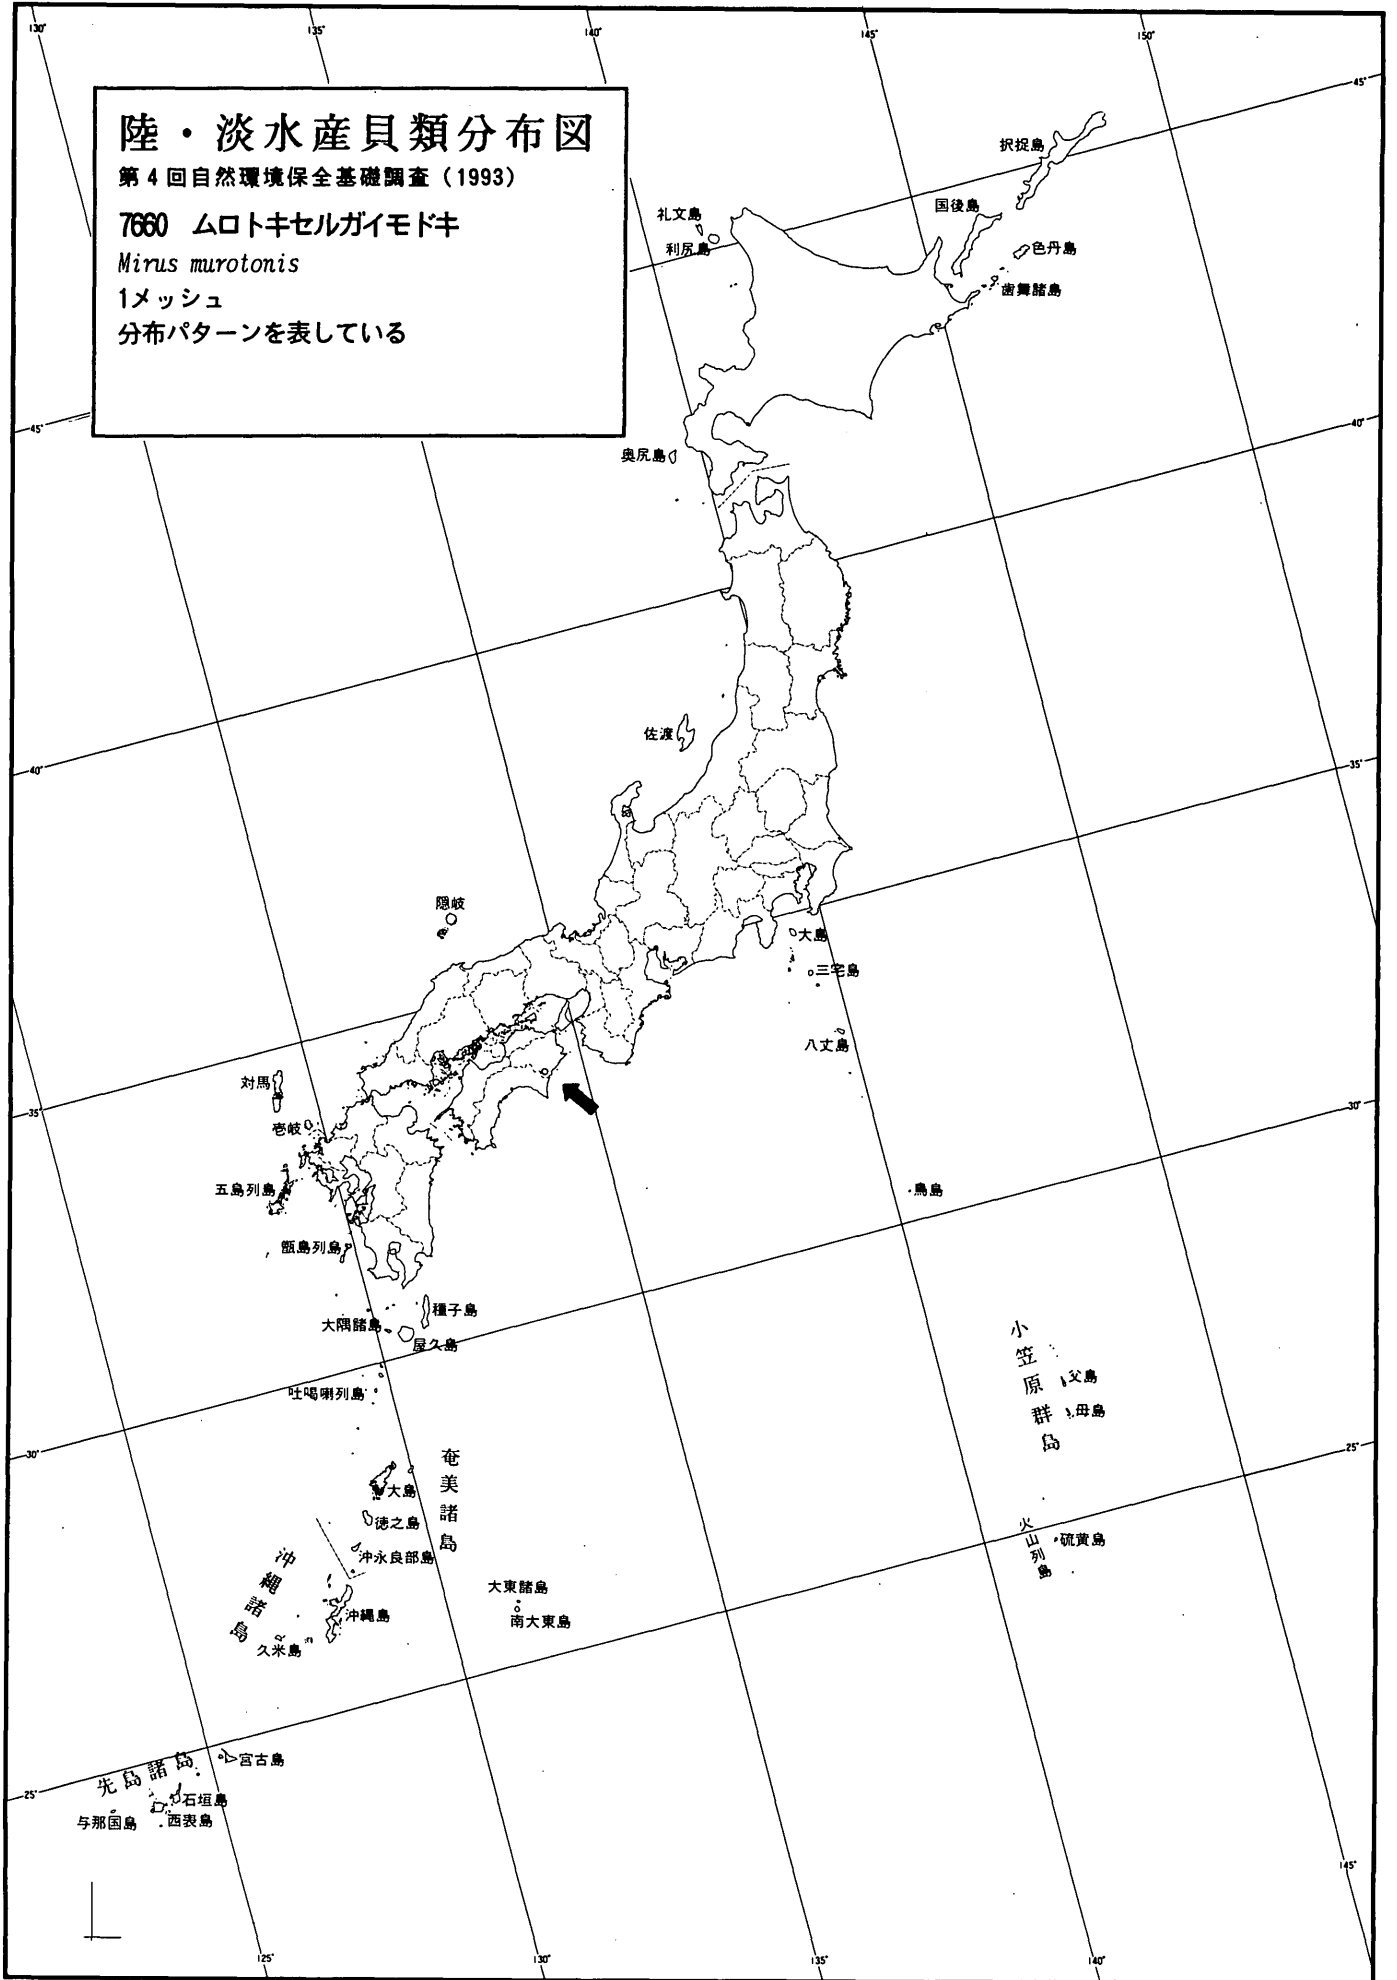 130°
135°
140°
145°
150°
陸・淡水産貝類分布図
第4回自然環境保全基礎調査（1993）
7660 ムロトキセルガイモドキ
Mirus murotonis
1メッシュ
分布パターンを表している
45°
択捉島
国後島
礼文島
利尻島
色丹島
歯舞諸島
45°
40°
奥尻島
佐渡
40°
35°
隠岐
大島
三宅島
八丈島
対馬
35°
壱岐
30°
五島列島
鳥島
甑島列島
種子島
大隅諸島
屋久島
吐喝喇列島
小笠原群島
父島
母島
30°
25°
奄美諸島
大島
徳之島
沖永良部島
火山列島
硫黄島
沖縄諸島
沖縄島
久米島
大東諸島
南大東島
先島諸島
宮古島
25°
石垣島
与那国島
西表島
145°
125°
130°
135°
140°